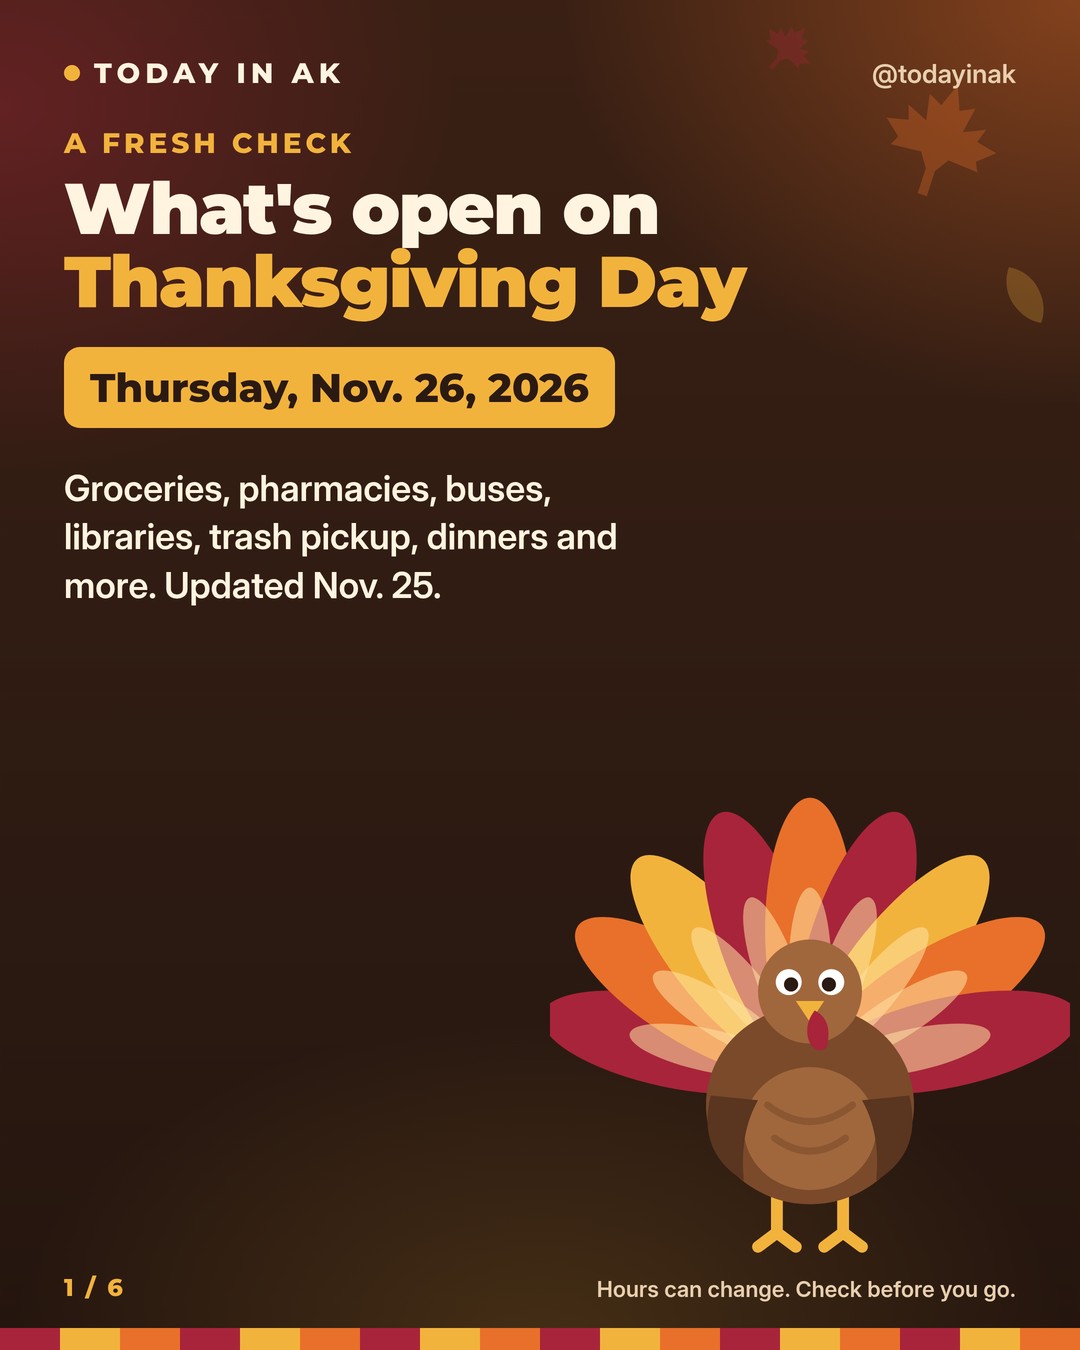 TODAY IN AK
@todayinak
A FRESH CHECK
What's open on
Thanksgiving Day
Thursday, Nov. 26, 2026
Groceries, pharmacies, buses,
libraries, trash pickup, dinners and
more. Updated Nov. 25.
1 / 6
Hours can change. Check before you go.